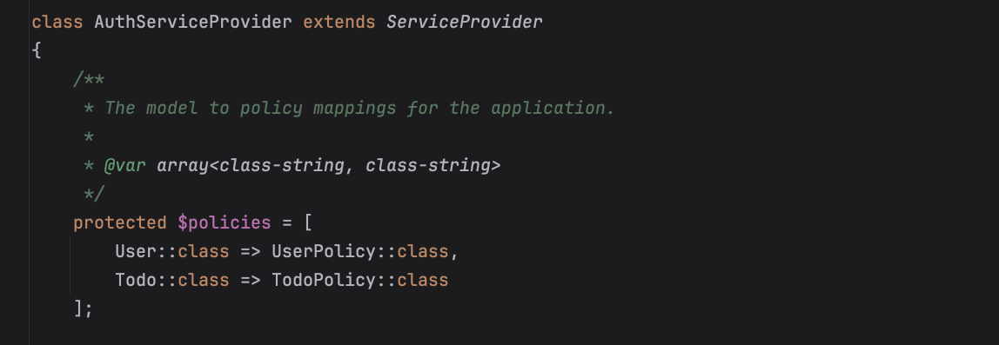 class AuthServiceProvider extends ServiceProvider
{
    /**
     * The model to policy mappings for the application.
     *
     * @var array<class-string, class-string>
     */
    protected $policies = [
        User::class => UserPolicy::class,
        Todo::class => TodoPolicy::class
    ];